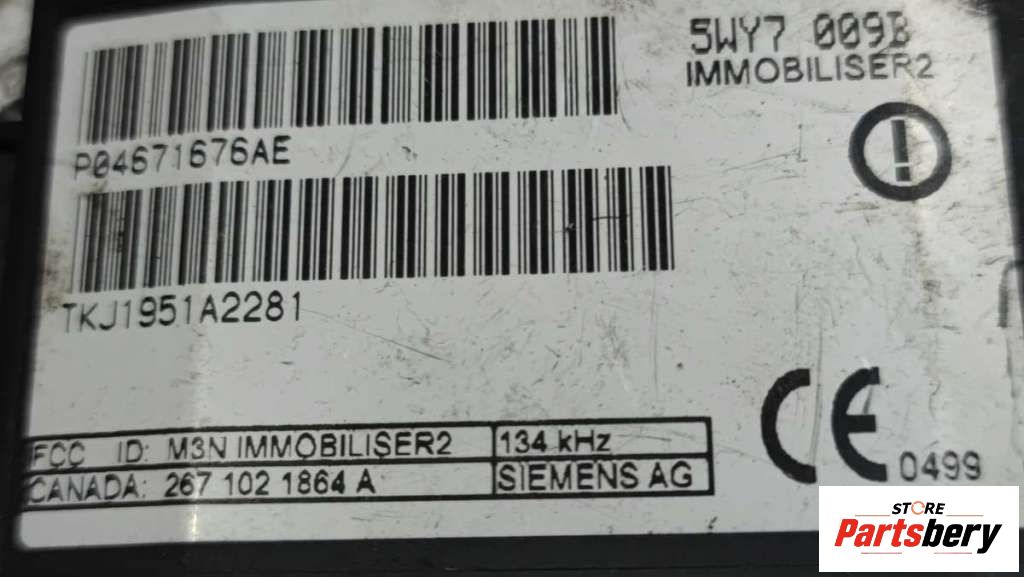 5WY7 009B
IMMOBILISER2
P04671676AE
TKJ1951A2281
FCC ID: M3N IMMOBILISER2 134 kHz
CANADA: 267 102 1864 A SIEMENS AG
CE 0499
STORE
Partsbery